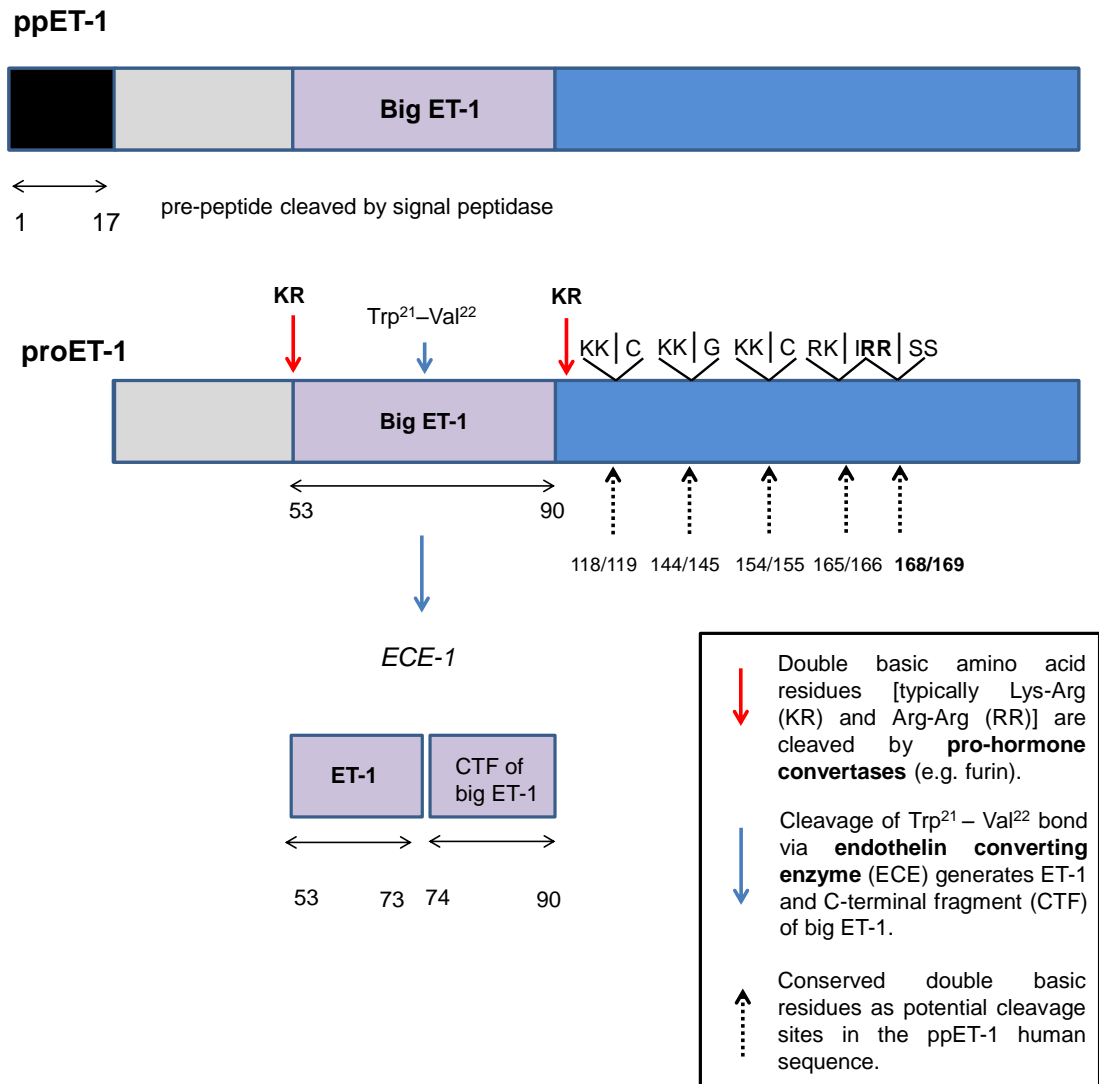 ppET-1
Big ET-1
1 17
pre-peptide cleaved by signal peptidase
KR
Trp²¹–Val²²
KR
KK|C KK|G KK|C RK|IRR|SS
proET-1
Big ET-1
53 90
118/119 144/145 154/155 165/166 168/169
ECE-1
ET-1
CTF of
big ET-1
53 73 74 90
Double basic amino acid
residues [typically Lys-Arg
(KR) and Arg-Arg (RR)] are
cleaved by pro-hormone
convertases (e.g. furin).
Cleavage of Trp²¹ – Val²² bond
via endothelin converting
enzyme (ECE) generates ET-1
and C-terminal fragment (CTF)
of big ET-1.
Conserved double basic
residues as potential cleavage
sites in the ppET-1 human
sequence.